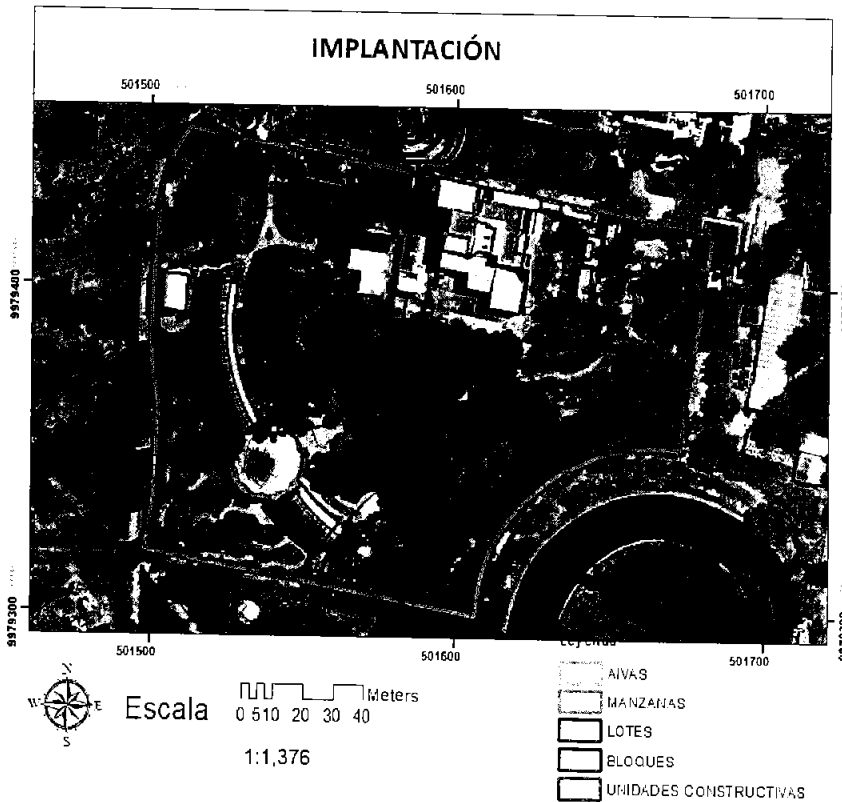 IMPLANTACIÓN
501500 501600 501700
9979400
9979300
501500 501600 501700
Leyenda
N
W E
S
Escala
Meters
0 5 10 20 30 40
1:1,376
AIVAS
MANZANAS
LOTES
BLOQUES
UNIDADES CONSTRUCTIVAS